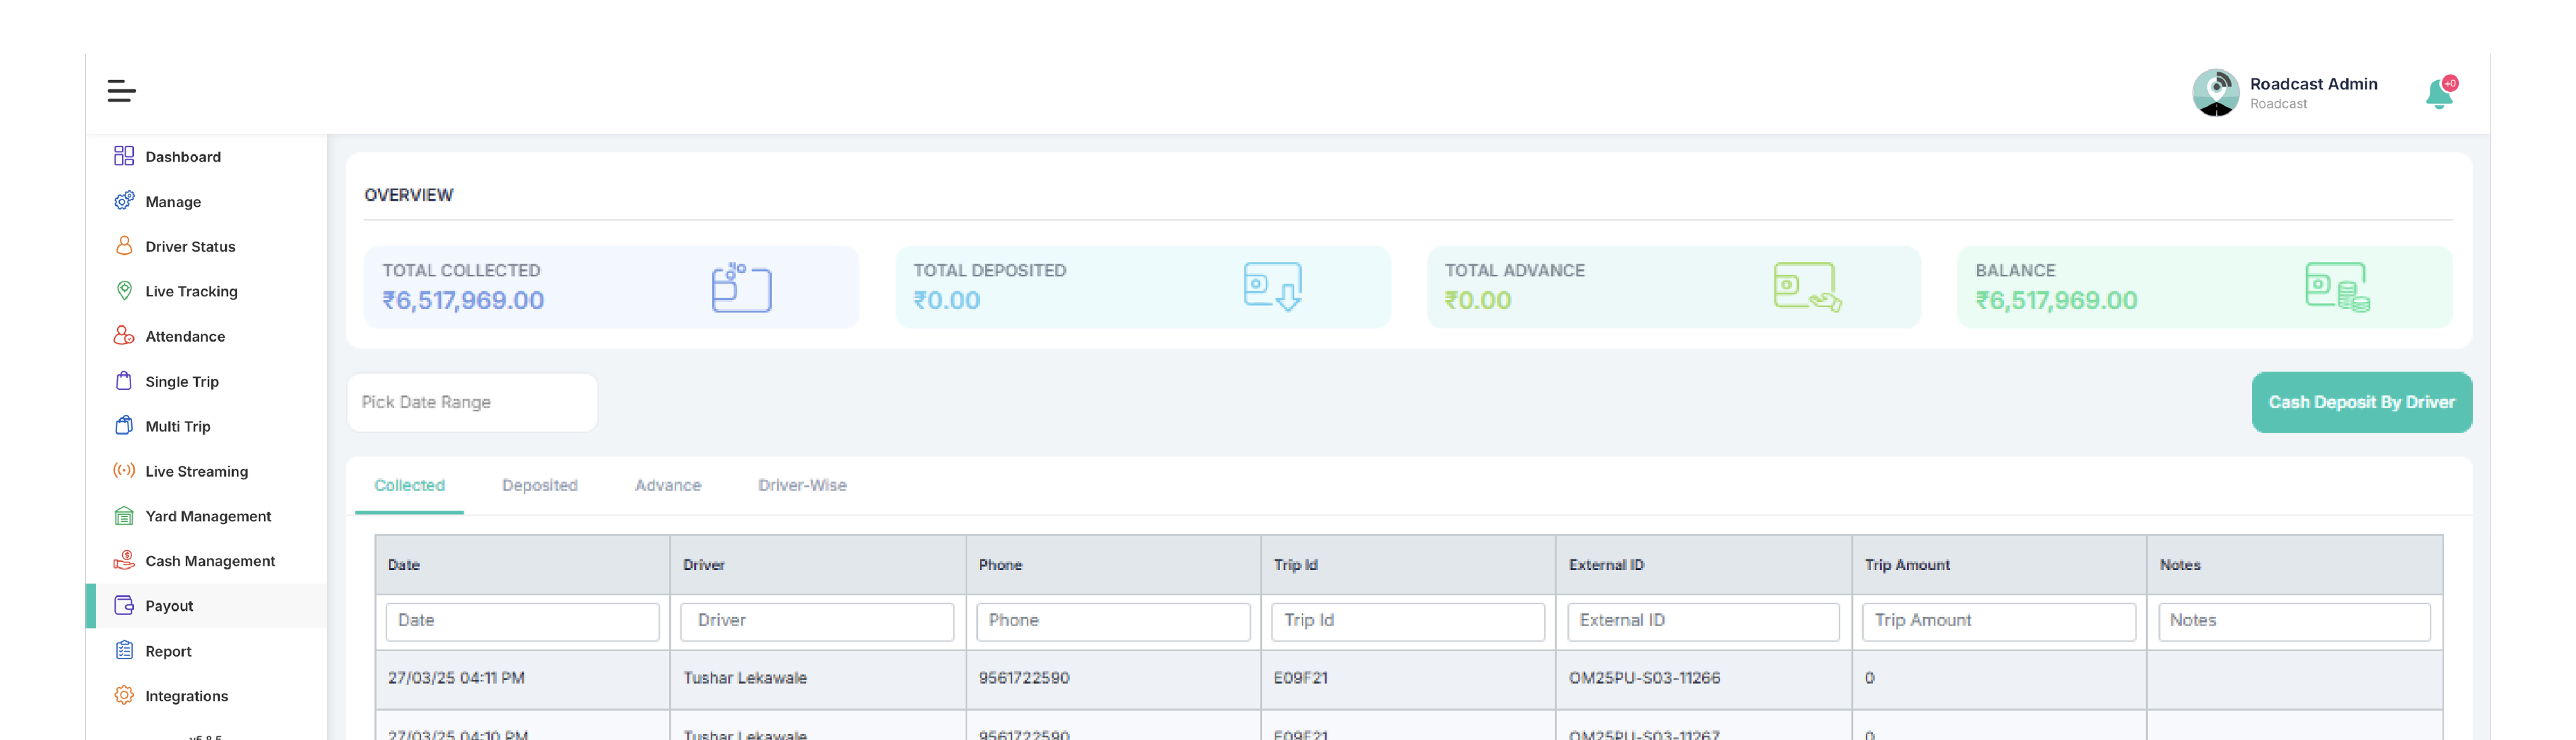 Roadcast Admin
Roadcast
+0
Dashboard
Manage
Driver Status
Live Tracking
Attendance
Single Trip
Multi Trip
Live Streaming
Yard Management
Cash Management
Payout
Report
Integrations
v5.8.5
OVERVIEW
TOTAL COLLECTED
₹6,517,969.00
TOTAL DEPOSITED
₹0.00
TOTAL ADVANCE
₹0.00
BALANCE
₹6,517,969.00
Pick Date Range
Cash Deposit By Driver
Collected Deposited Advance Driver-Wise
Date Driver Phone Trip Id External ID Trip Amount Notes
Date Driver Phone Trip Id External ID Trip Amount Notes
27/03/25 04:11 PM Tushar Lekawale 9561722590 E09F21 OM25PU-S03-11266 0
27/03/25 04:10 PM Tushar Lekawale 9561722590 E09F21 OM25PU-S03-11267 0